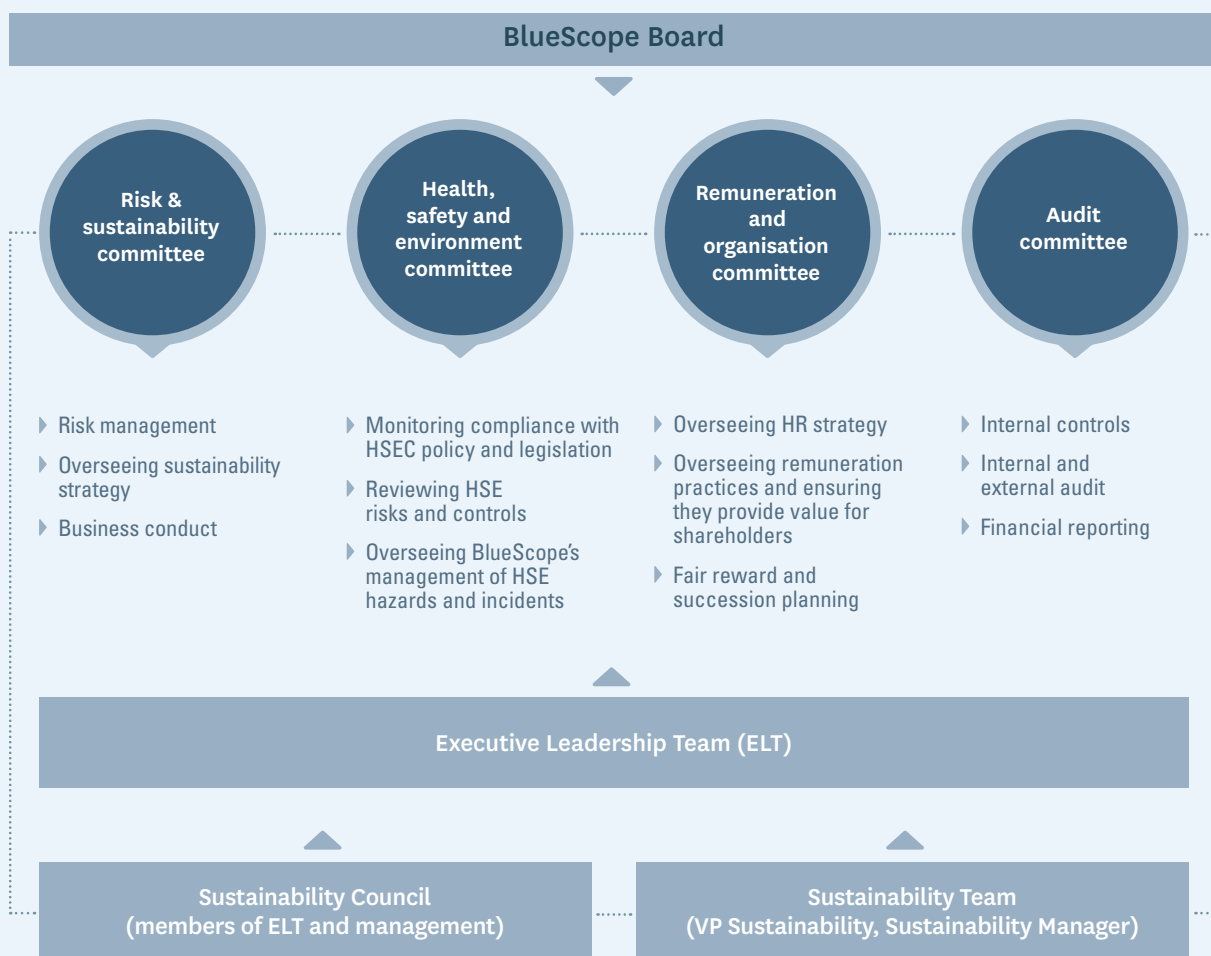 BlueScope Board
Risk &
sustainability
committee
Health,
safety and
environment
committee
Remuneration
and
organisation
committee
Audit
committee
Risk management
Overseeing sustainability
strategy
Business conduct
Monitoring compliance with
HSEC policy and legislation
Reviewing HSE
risks and controls
Overseeing BlueScope's
management of HSE
hazards and incidents
Overseeing HR strategy
Overseeing remuneration
practices and ensuring
they provide value for
shareholders
Fair reward and
succession planning
Internal controls
Internal and
external audit
Financial reporting
Executive Leadership Team (ELT)
Sustainability Council
(members of ELT and management)
Sustainability Team
(VP Sustainability, Sustainability Manager)